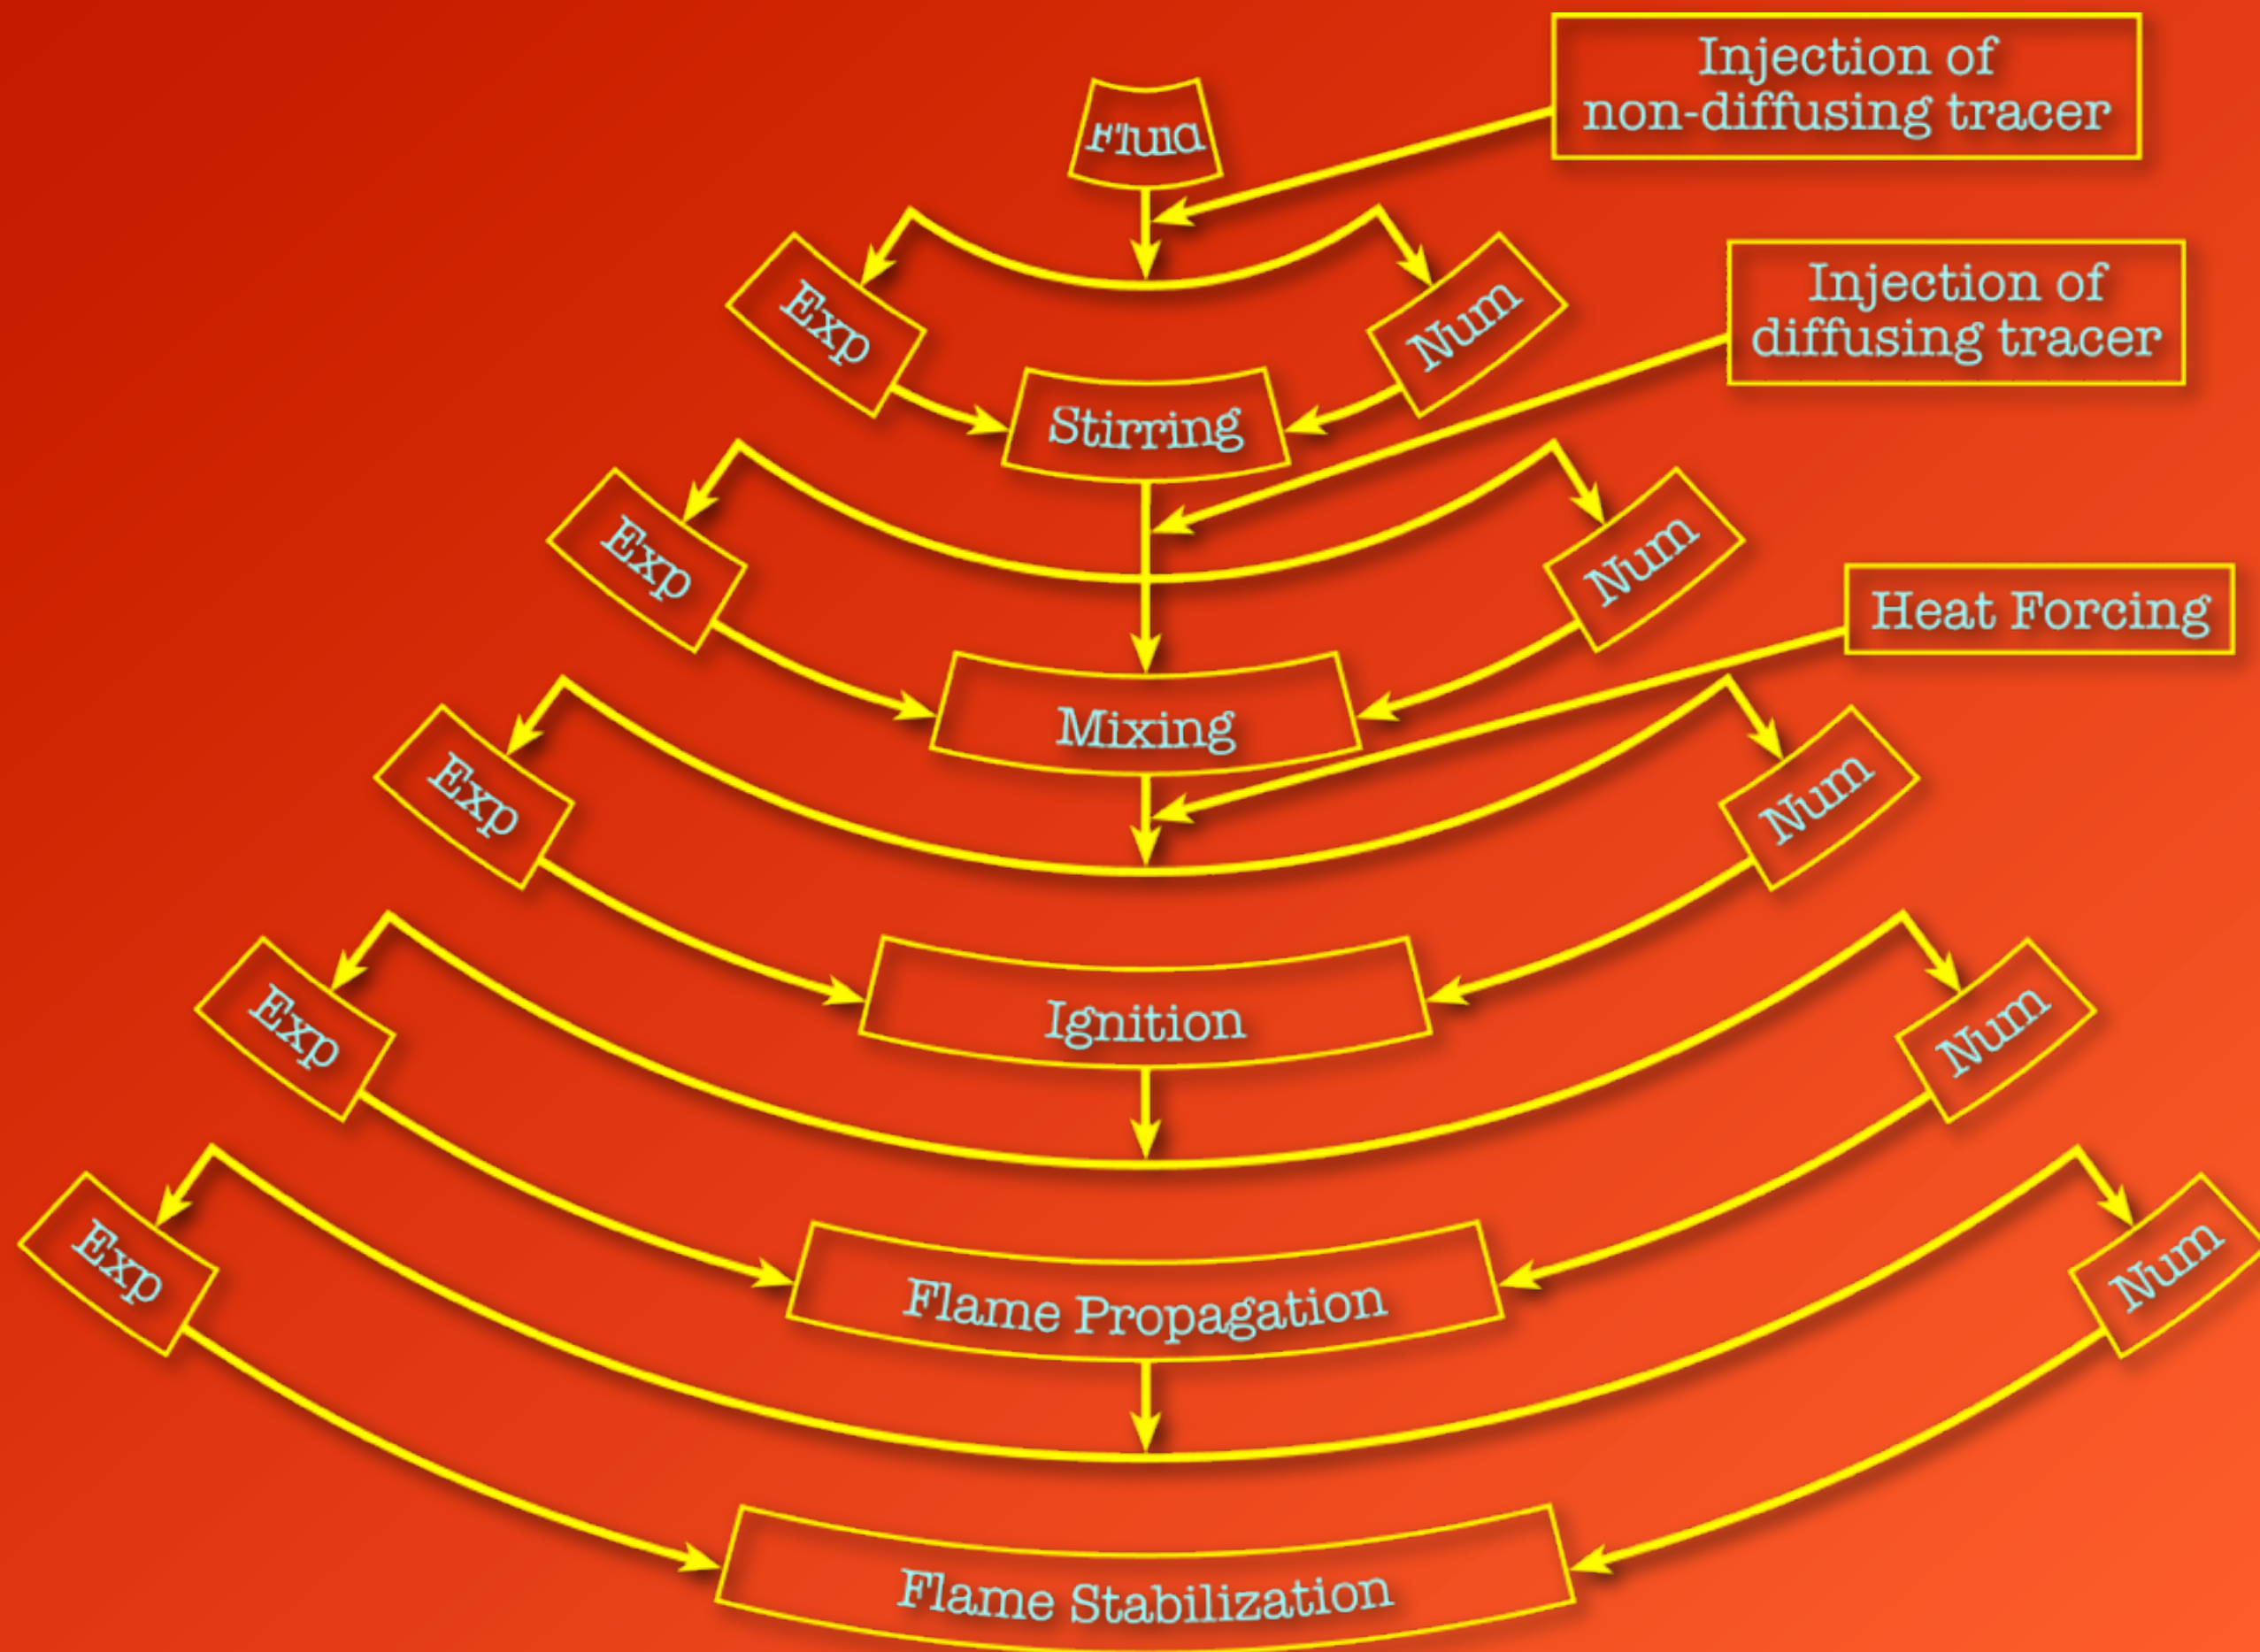 Injection of
non-diffusing tracer
Fluid
Injection of
diffusing tracer
Exp
Num
Stirring
Exp
Num
Heat Forcing
Mixing
Exp
Num
Ignition
Exp
Num
Flame Propagation
Exp
Num
Flame Stabilization